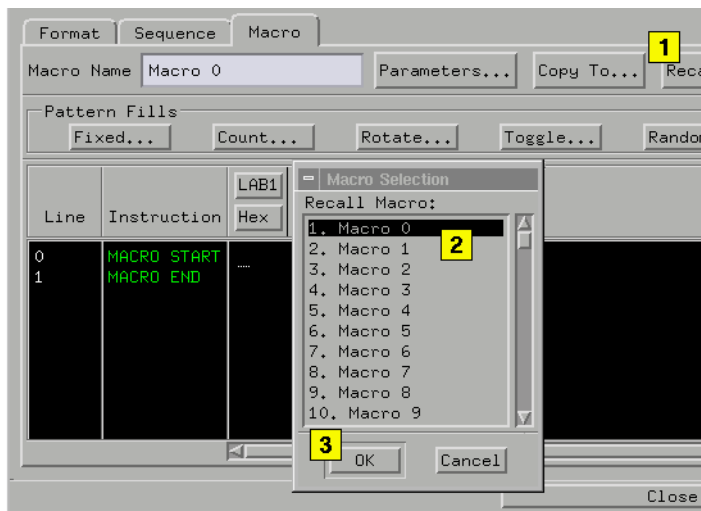 Format Sequence Macro
1
Macro Name Macro 0 Parameters... Copy To... Reca
Pattern Fills
Fixed... Count... Rotate... Toggle... Random
Macro Selection
LAB1
Recall Macro:
Line Instruction Hex
1. Macro 0
2
2. Macro 1
3. Macro 2
4. Macro 3
5. Macro 4
6. Macro 5
7. Macro 6
8. Macro 7
9. Macro 8
10. Macro 9
0 MACRO START
1 MACRO END
3
OK Cancel
Close